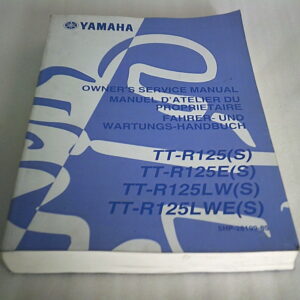 YAMAHA
OWNER'S SERVICE MANUAL
MANUEL D'ATELIER DU
PROPRIETAIRE
FAHRER- UND
WARTUNGS-HANDBUCH
TT-R125(S)
TT-R125E(S)
TT-R125LW(S)
TT-R125LWE(S)